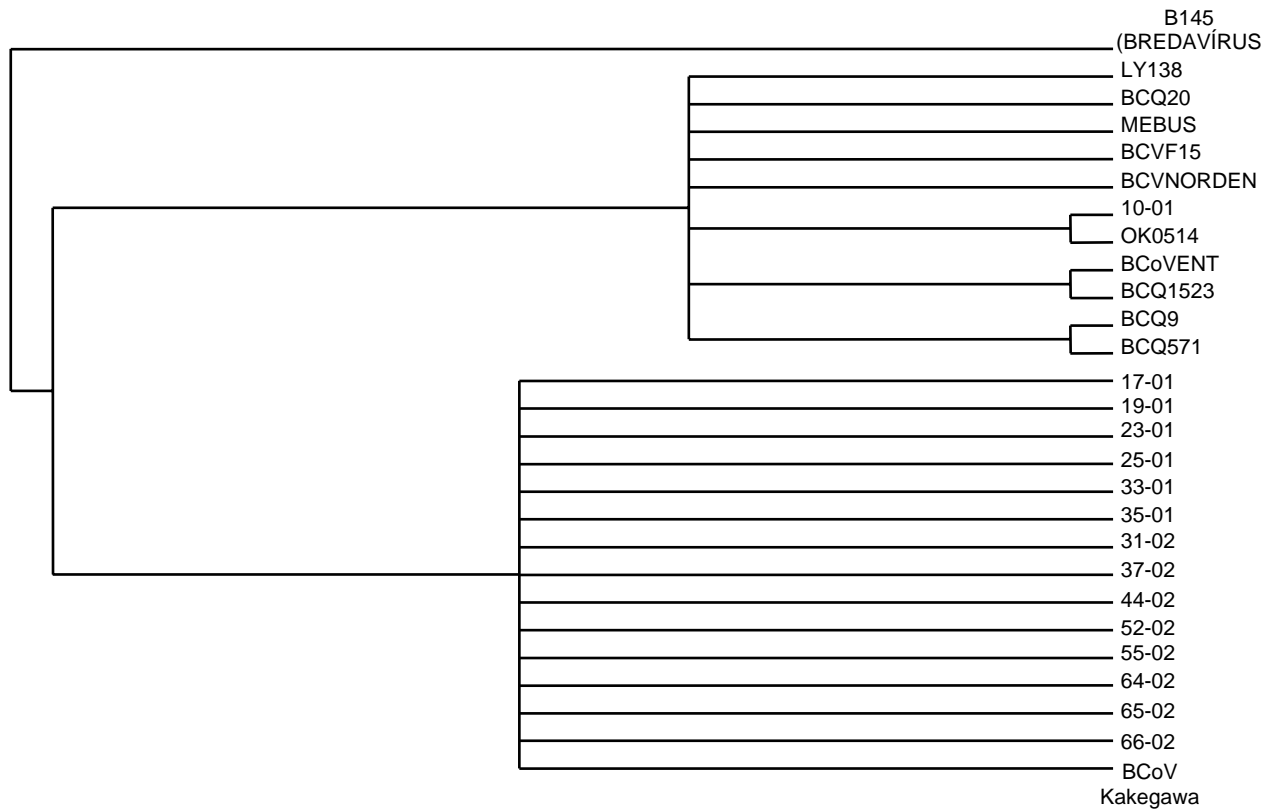 B145
(BREDAVÍRUS
LY138
BCQ20
MEBUS
BCVF15
BCVNORDEN
10-01
OK0514
BCoVENT
BCQ1523
BCQ9
BCQ571
17-01
19-01
23-01
25-01
33-01
35-01
31-02
37-02
44-02
52-02
55-02
64-02
65-02
66-02
BCoV
Kakegawa